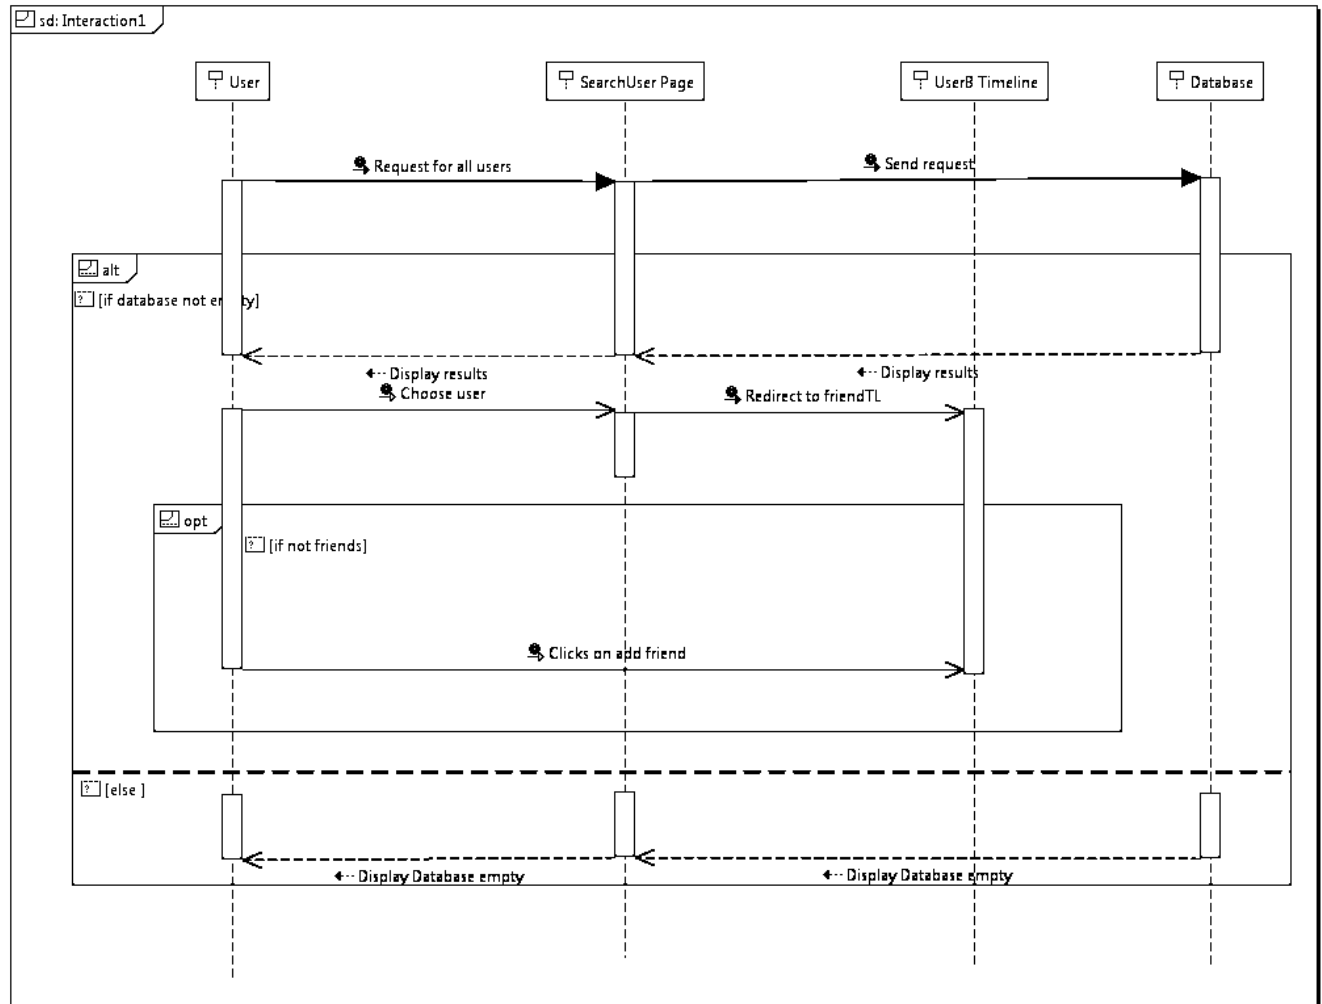 sd: Interaction1
User
SearchUser Page
UserB Timeline
Database
Request for all users
Send request
alt
[if database not empty]
Display results
Display results
Choose user
Redirect to friendTL
opt
[if not friends]
Clicks on add friend
[else ]
Display Database empty
Display Database empty